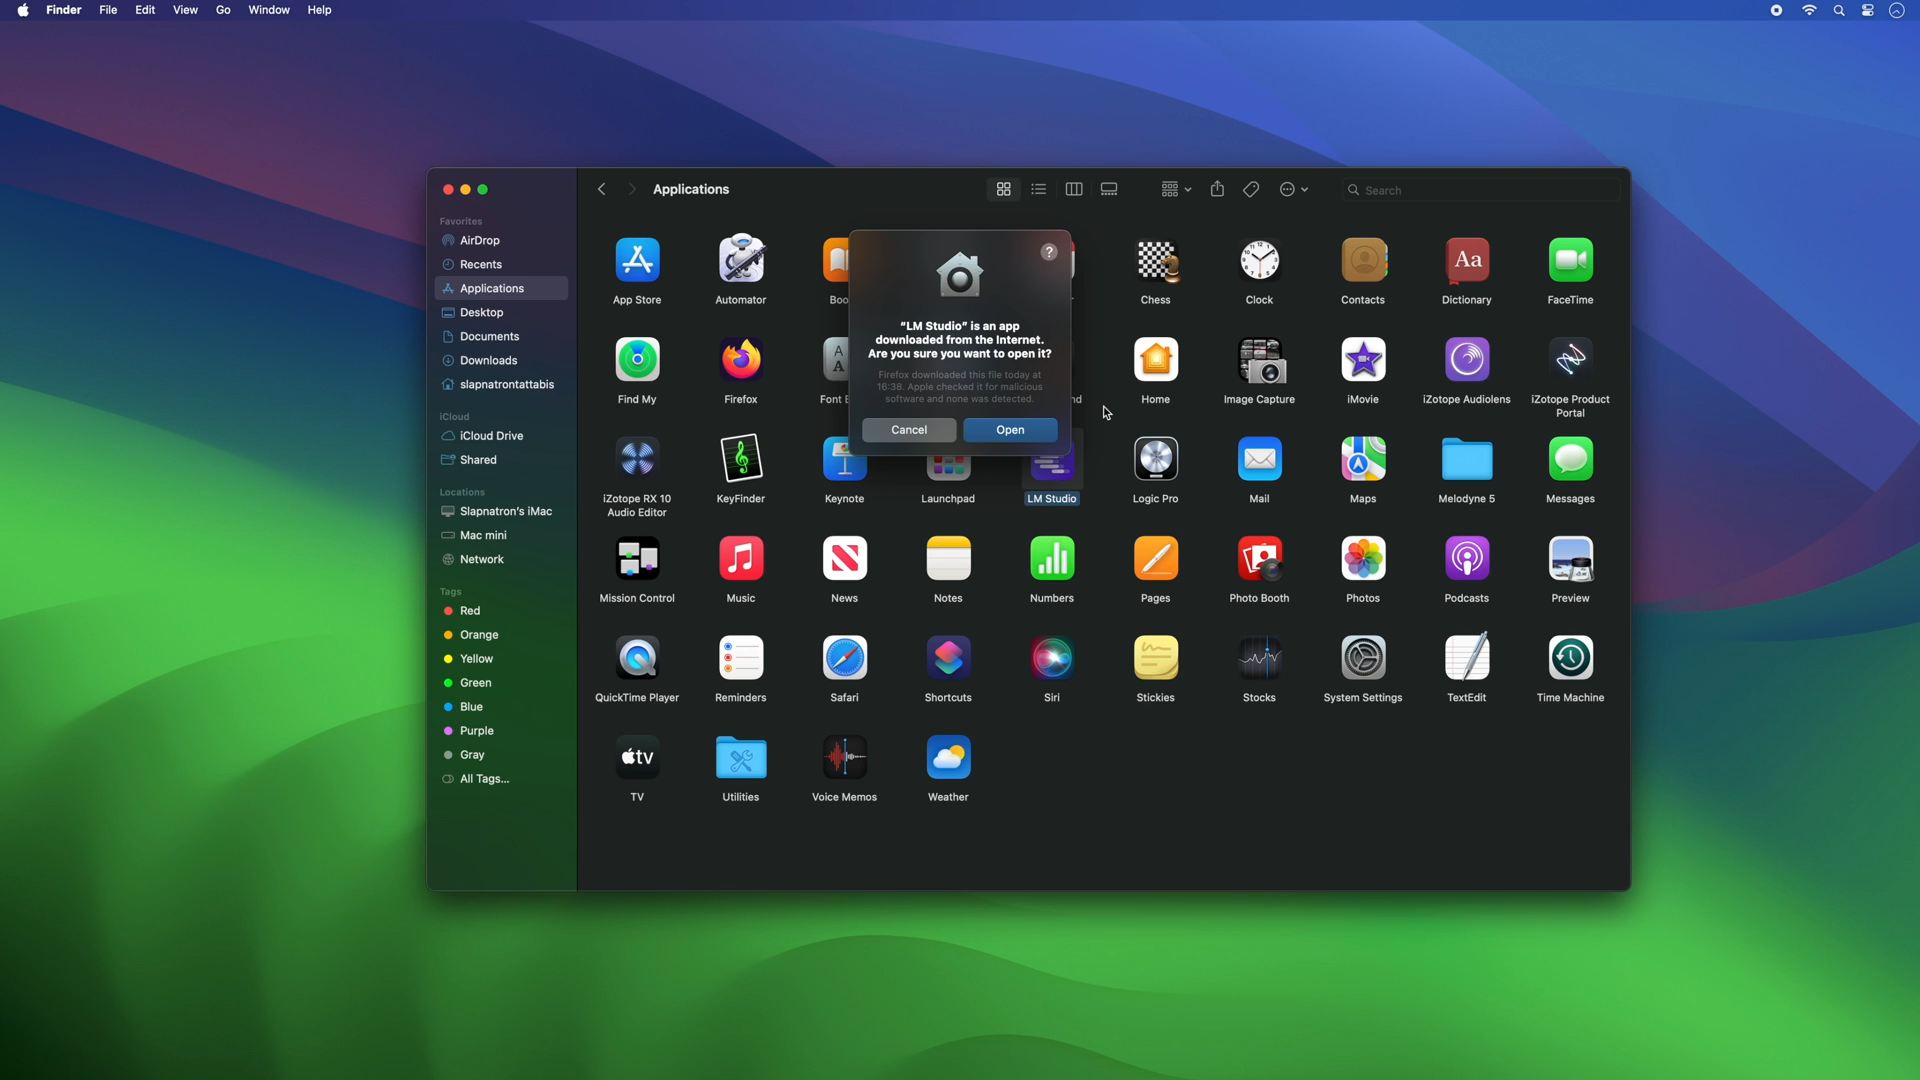 Finder File Edit View Go Window Help
Applications
Search
Favorites
AirDrop
Recents
Applications
Desktop
Documents
Downloads
slapnatrontattabis
iCloud
iCloud Drive
Shared
Locations
Slapnatron's iMac
Mac mini
Network
Tags
Red
Orange
Yellow
Green
Blue
Purple
Gray
All Tags...
?
"LM Studio" is an app
downloaded from the Internet.
Are you sure you want to open it?
Firefox downloaded this file today at
16:38. Apple checked it for malicious
software and none was detected.
Cancel Open
App Store Automator Boo Chess Clock Contacts Dictionary FaceTime
Aa
Find My Firefox Font nd Home Image Capture iMovie iZotope Audiolens iZotope Product
Portal
iZotope RX 10 KeyFinder Keynote Launchpad LM Studio Logic Pro Mail Maps Melodyne 5 Messages
Audio Editor
Mission Control Music News Notes Numbers Pages Photo Booth Photos Podcasts Preview
QuickTime Player Reminders Safari Shortcuts Siri Stickies Stocks System Settings TextEdit Time Machine
tv
TV Utilities Voice Memos Weather